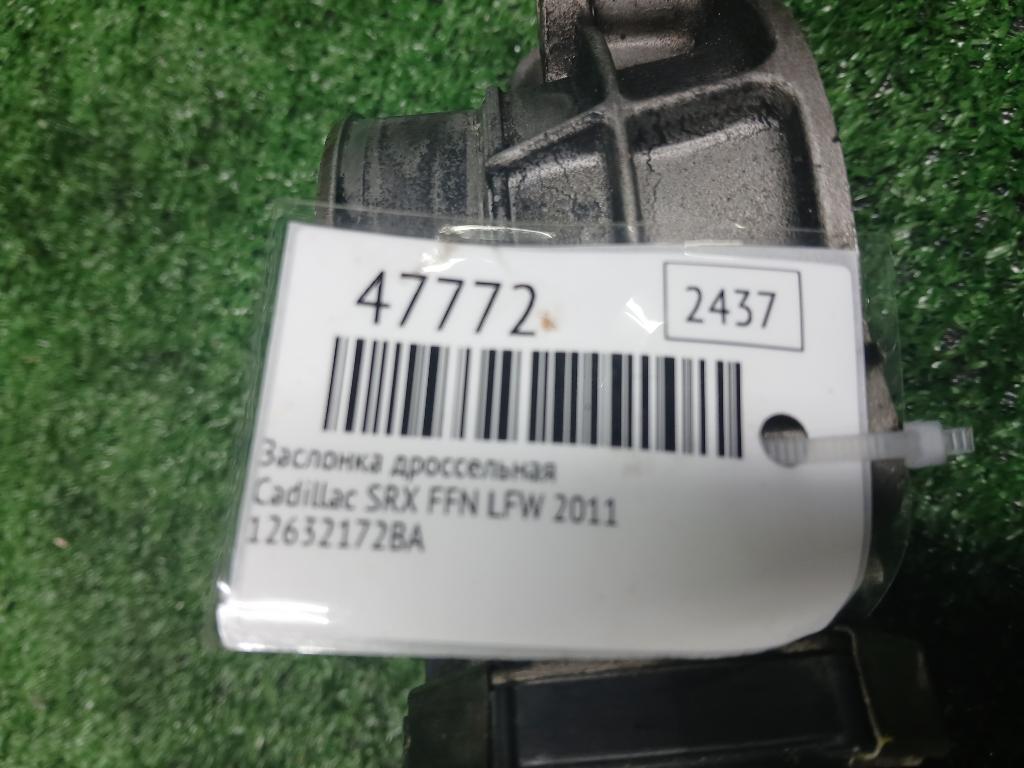 47772
2437
Заслонка дроссельная
Cadillac SRX FFN LFW 2011
12632172BA